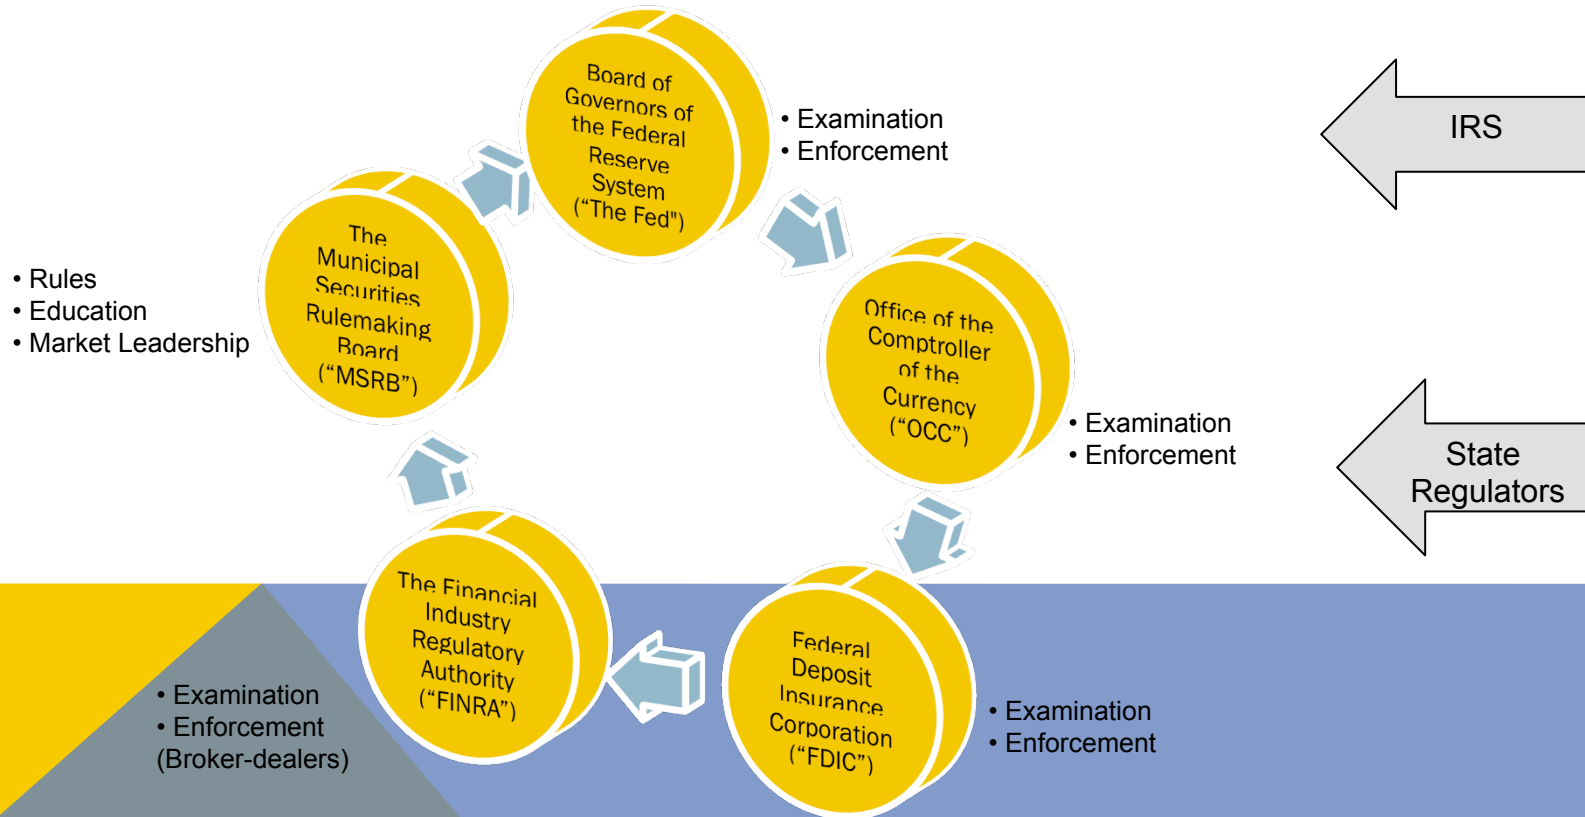 Board of
Governors of
the Federal
Reserve
System
(“The Fed")
• Examination
• Enforcement
IRS
The
Municipal
Securities
Rulemaking
Board
(“MSRB”)
• Rules
• Education
• Market Leadership
Office of the
Comptroller
of the
Currency
(“OCC”)
• Examination
• Enforcement
State
Regulators
The Financial
Industry
Regulatory
Authority
(“FINRA”)
• Examination
• Enforcement
(Broker-dealers)
Federal
Deposit
Insurance
Corporation
(“FDIC”)
• Examination
• Enforcement